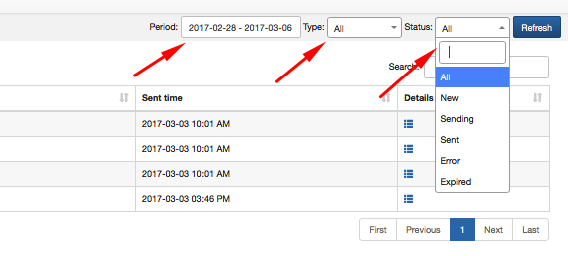 Period: 2017-02-28 - 2017-03-06 Type: All Status: All Refresh
Search:
All
New
Sending
Sent
Error
Expired
Sent time Details
2017-03-03 10:01 AM
2017-03-03 10:01 AM
2017-03-03 10:01 AM
2017-03-03 03:46 PM
First Previous 1 Next Last